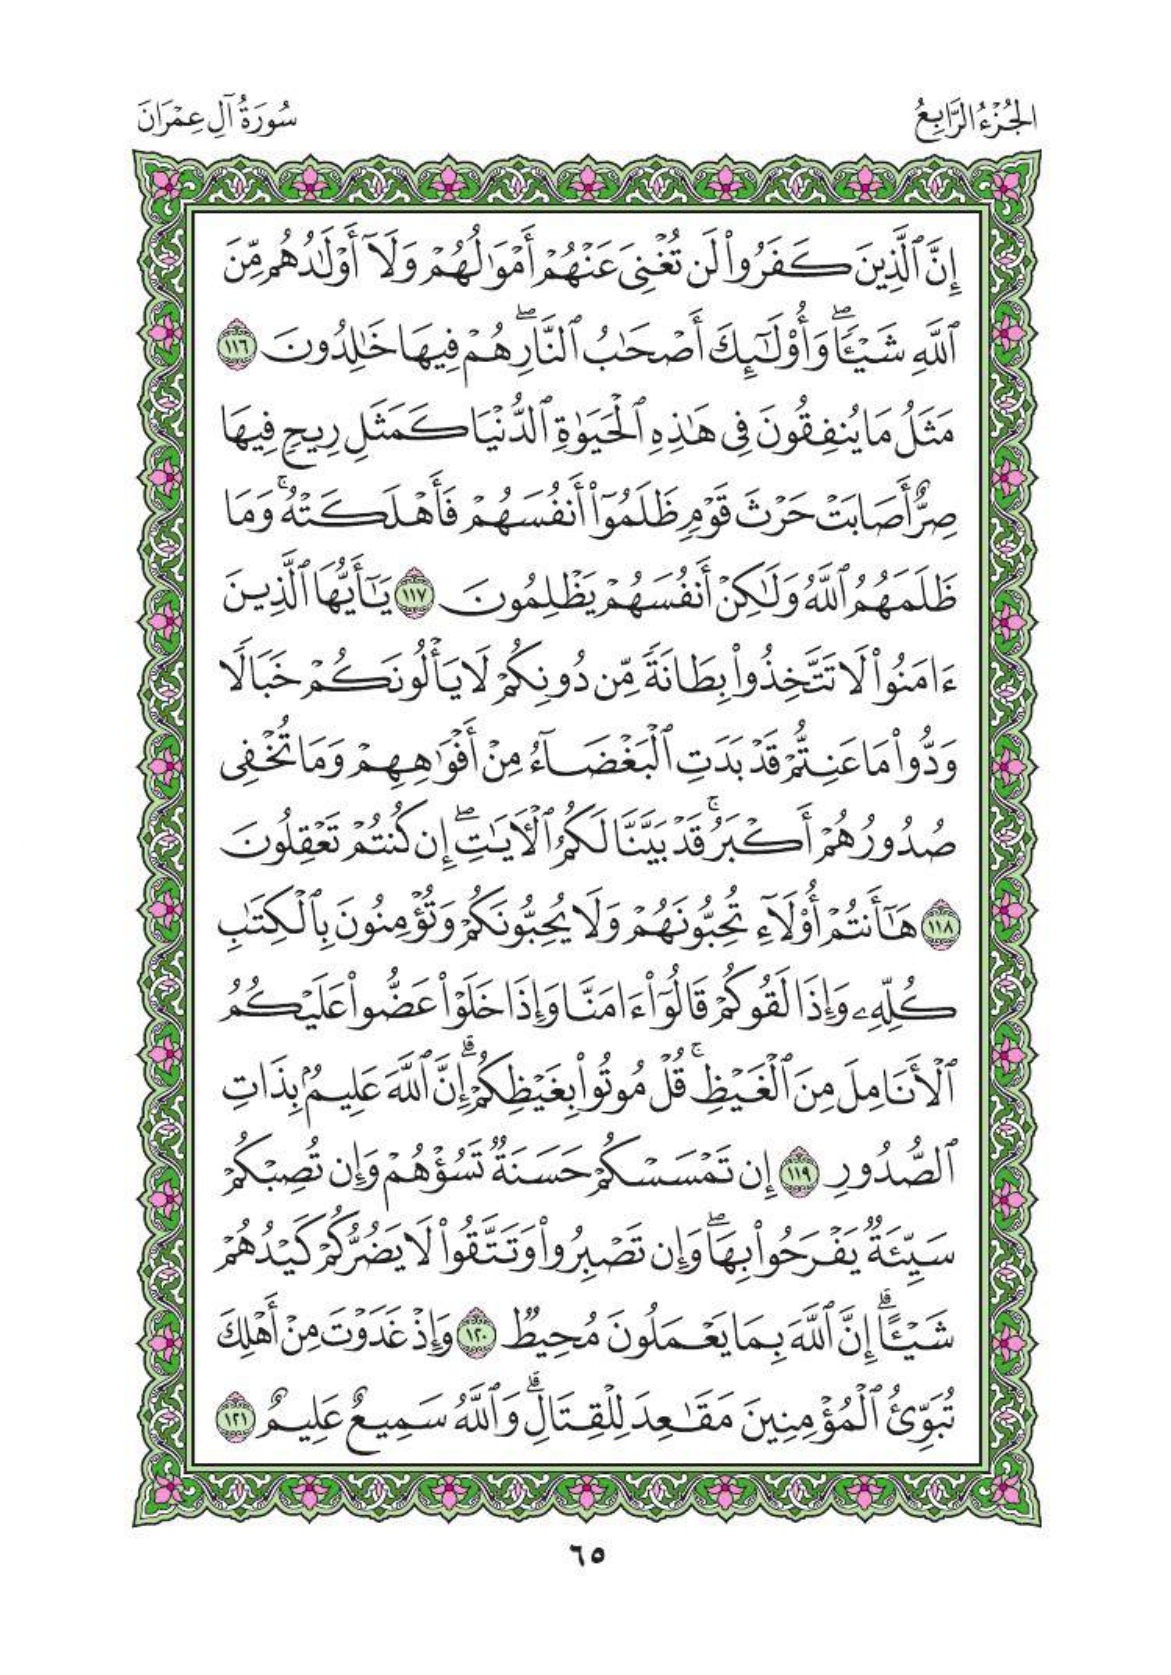 الجُزْءُ الرَّابِعُ
سُورَةُ آلِ عِمْرَانَ
إِنَّ ٱلَّذِينَ كَفَرُوا۟ لَن تُغْنِىَ عَنْهُمْ أَمْوَٰلُهُمْ وَلَآ أَوْلَٰدُهُم مِّنَ
ٱللَّهِ شَيْـًٔا ۖ وَأُو۟لَٰٓئِكَ أَصْحَٰبُ ٱلنَّارِ ۖ هُمْ فِيهَا خَٰلِدُونَ ١١٦
مَثَلُ مَا يُنفِقُونَ فِى هَٰذِهِ ٱلْحَيَوٰةِ ٱلدُّنْيَا كَمَثَلِ رِيحٍ فِيهَا
صِرٌّ أَصَابَتْ حَرْثَ قَوْمٍ ظَلَمُوٓا۟ أَنفُسَهُمْ فَأَهْلَكَتْهُ ۚ وَمَا
ظَلَمَهُمُ ٱللَّهُ وَلَٰكِنْ أَنفُسَهُمْ يَظْلِمُونَ ١١٧ يَٰٓأَيُّهَا ٱلَّذِينَ
ءَامَنُوا۟ لَا تَتَّخِذُوا۟ بِطَانَةً مِّن دُونِكُمْ لَا يَأْلُونَكُمْ خَبَالًا
وَدُّوا۟ مَا عَنِتُّمْ قَدْ بَدَتِ ٱلْبَغْضَآءُ مِنْ أَفْوَٰهِهِمْ وَمَا تُخْفِى
صُدُورُهُمْ أَكْبَرُ ۚ قَدْ بَيَّنَّا لَكُمُ ٱلْـَٔايَٰتِ ۖ إِن كُنتُمْ تَعْقِلُونَ
١١٨ هَٰٓأَنتُمْ أُو۟لَآءِ تُحِبُّونَهُمْ وَلَا يُحِبُّونَكُمْ وَتُؤْمِنُونَ بِٱلْكِتَٰبِ
كُلِّهِۦ وَإِذَا لَقُوكُمْ قَالُوٓا۟ ءَامَنَّا وَإِذَا خَلَوْا۟ عَضُّوا۟ عَلَيْكُمُ
ٱلْأَنَامِلَ مِنَ ٱلْغَيْظِ ۚ قُلْ مُوتُوا۟ بِغَيْظِكُمْ ۗ إِنَّ ٱللَّهَ عَلِيمٌۢ بِذَاتِ
ٱلصُّدُورِ ١١٩ إِن تَمْسَسْكُمْ حَسَنَةٌ تَسُؤْهُمْ وَإِن تُصِبْكُمْ
سَيِّئَةٌ يَفْرَحُوا۟ بِهَا ۖ وَإِن تَصْبِرُوا۟ وَتَتَّقُوا۟ لَا يَضُرُّكُمْ كَيْدُهُمْ
شَيْـًٔا ۗ إِنَّ ٱللَّهَ بِمَا يَعْمَلُونَ مُحِيطٌ ١٢٠ وَإِذْ غَدَوْتَ مِنْ أَهْلِكَ
تُبَوِّئُ ٱلْمُؤْمِنِينَ مَقَٰعِدَ لِلْقِتَالِ ۗ وَٱللَّهُ سَمِيعٌ عَلِيمٌ ١٢١
٦٥